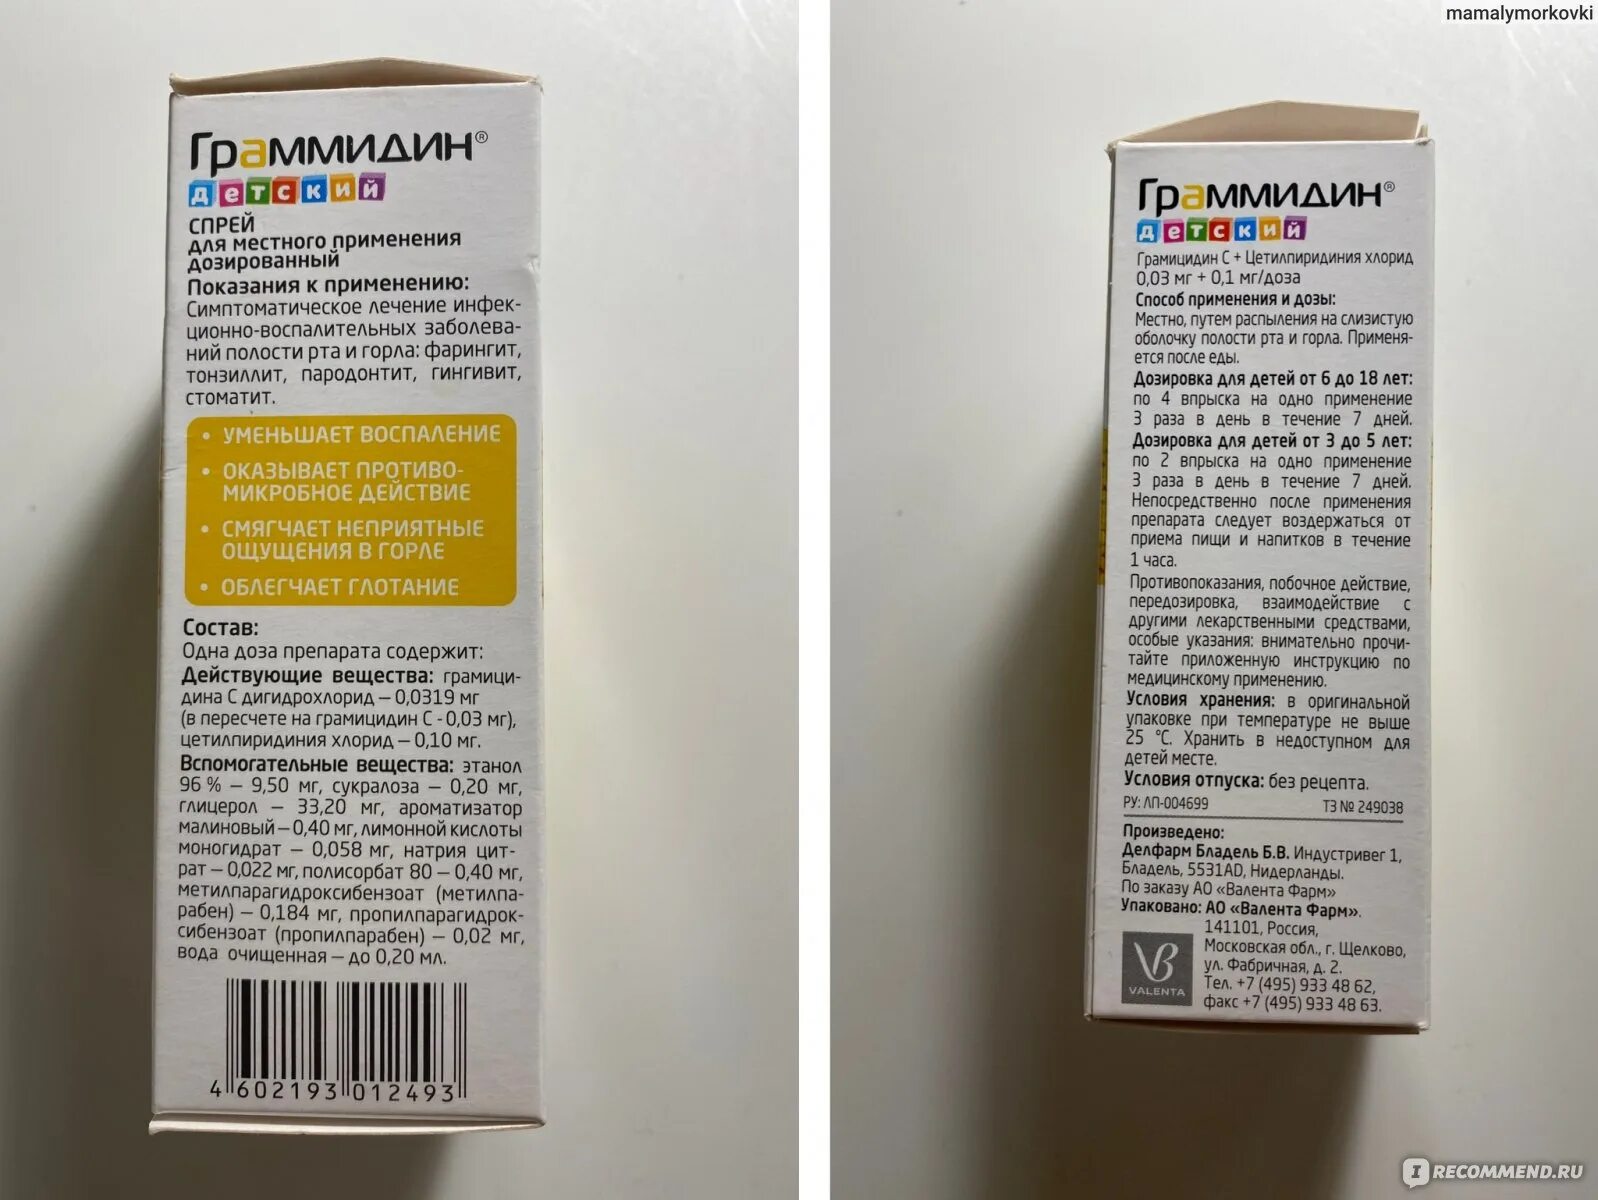 Граммидин®
детский
СПРЕЙ
для местного применения
дозированный
Показания к применению:
Симптоматическое лечение инфек-
ционно-воспалительных заболева-
ний полости рта и горла: фарингит,
тонзиллит, пародонтит, гингивит,
стоматит.
• УМЕНЬШАЕТ ВОСПАЛЕНИЕ
• ОКАЗЫВАЕТ ПРОТИВО-
МИКРОБНОЕ ДЕЙСТВИЕ
• СМЯГЧАЕТ НЕПРИЯТНЫЕ
ОЩУЩЕНИЯ В ГОРЛЕ
• ОБЛЕГЧАЕТ ГЛОТАНИЕ
Состав:
Одна доза препарата содержит:
Действующие вещества: грамици-
дина С дигидрохлорид – 0,0319 мг
(в пересчете на грамицидин С - 0,03 мг),
цетилпиридиния хлорид – 0,10 мг.
Вспомогательные вещества: этанол
96 % – 9,50 мг, сукралоза – 0,20 мг,
глицерол – 33,20 мг, ароматизатор
малиновый – 0,40 мг, лимонной кислоты
моногидрат – 0,058 мг, натрия цит-
рат – 0,022 мг, полисорбат 80 – 0,40 мг,
метилпарагидроксибензоат (метилпа-
рабен) – 0,184 мг, пропилпарагидрок-
сибензоат (пропилпарабен) – 0,02 мг,
вода очищенная – до 0,20 мл.
4 602193 012493
mamalymorkovki
Граммидин®
детский
Грамицидин С + Цетилпиридиния хлорид
0,03 мг + 0,1 мг/доза
Способ применения и дозы:
Местно, путем распыления на слизистую
оболочку полости рта и горла. Применя-
ется после еды.
Дозировка для детей от 6 до 18 лет:
по 4 впрыска на одно применение
3 раза в день в течение 7 дней.
Дозировка для детей от 3 до 5 лет:
по 2 впрыска на одно применение
3 раза в день в течение 7 дней.
Непосредственно после применения
препарата следует воздержаться от
приема пищи и напитков в течение
1 часа.
Противопоказания, побочное действие,
передозировка, взаимодействие с
другими лекарственными средствами,
особые указания: внимательно прочи-
тайте приложенную инструкцию по
медицинскому применению.
Условия хранения: в оригинальной
упаковке при температуре не выше
25 °С. Хранить в недоступном для
детей месте.
Условия отпуска: без рецепта.
РУ: ЛП-004699 ТЗ № 249038
Произведено:
Делфарм Бладель Б.В. Индустривег 1,
Бладель, 5531AD, Нидерланды.
По заказу АО «Валента Фарм»
Упаковано: АО «Валента Фарм».
141101, Россия,
Московская обл., г. Щелково,
ул. Фабричная, д. 2.
Тел. +7 (495) 933 48 62,
факс +7 (495) 933 48 63.
VALENTA
IRECOMMEND.RU